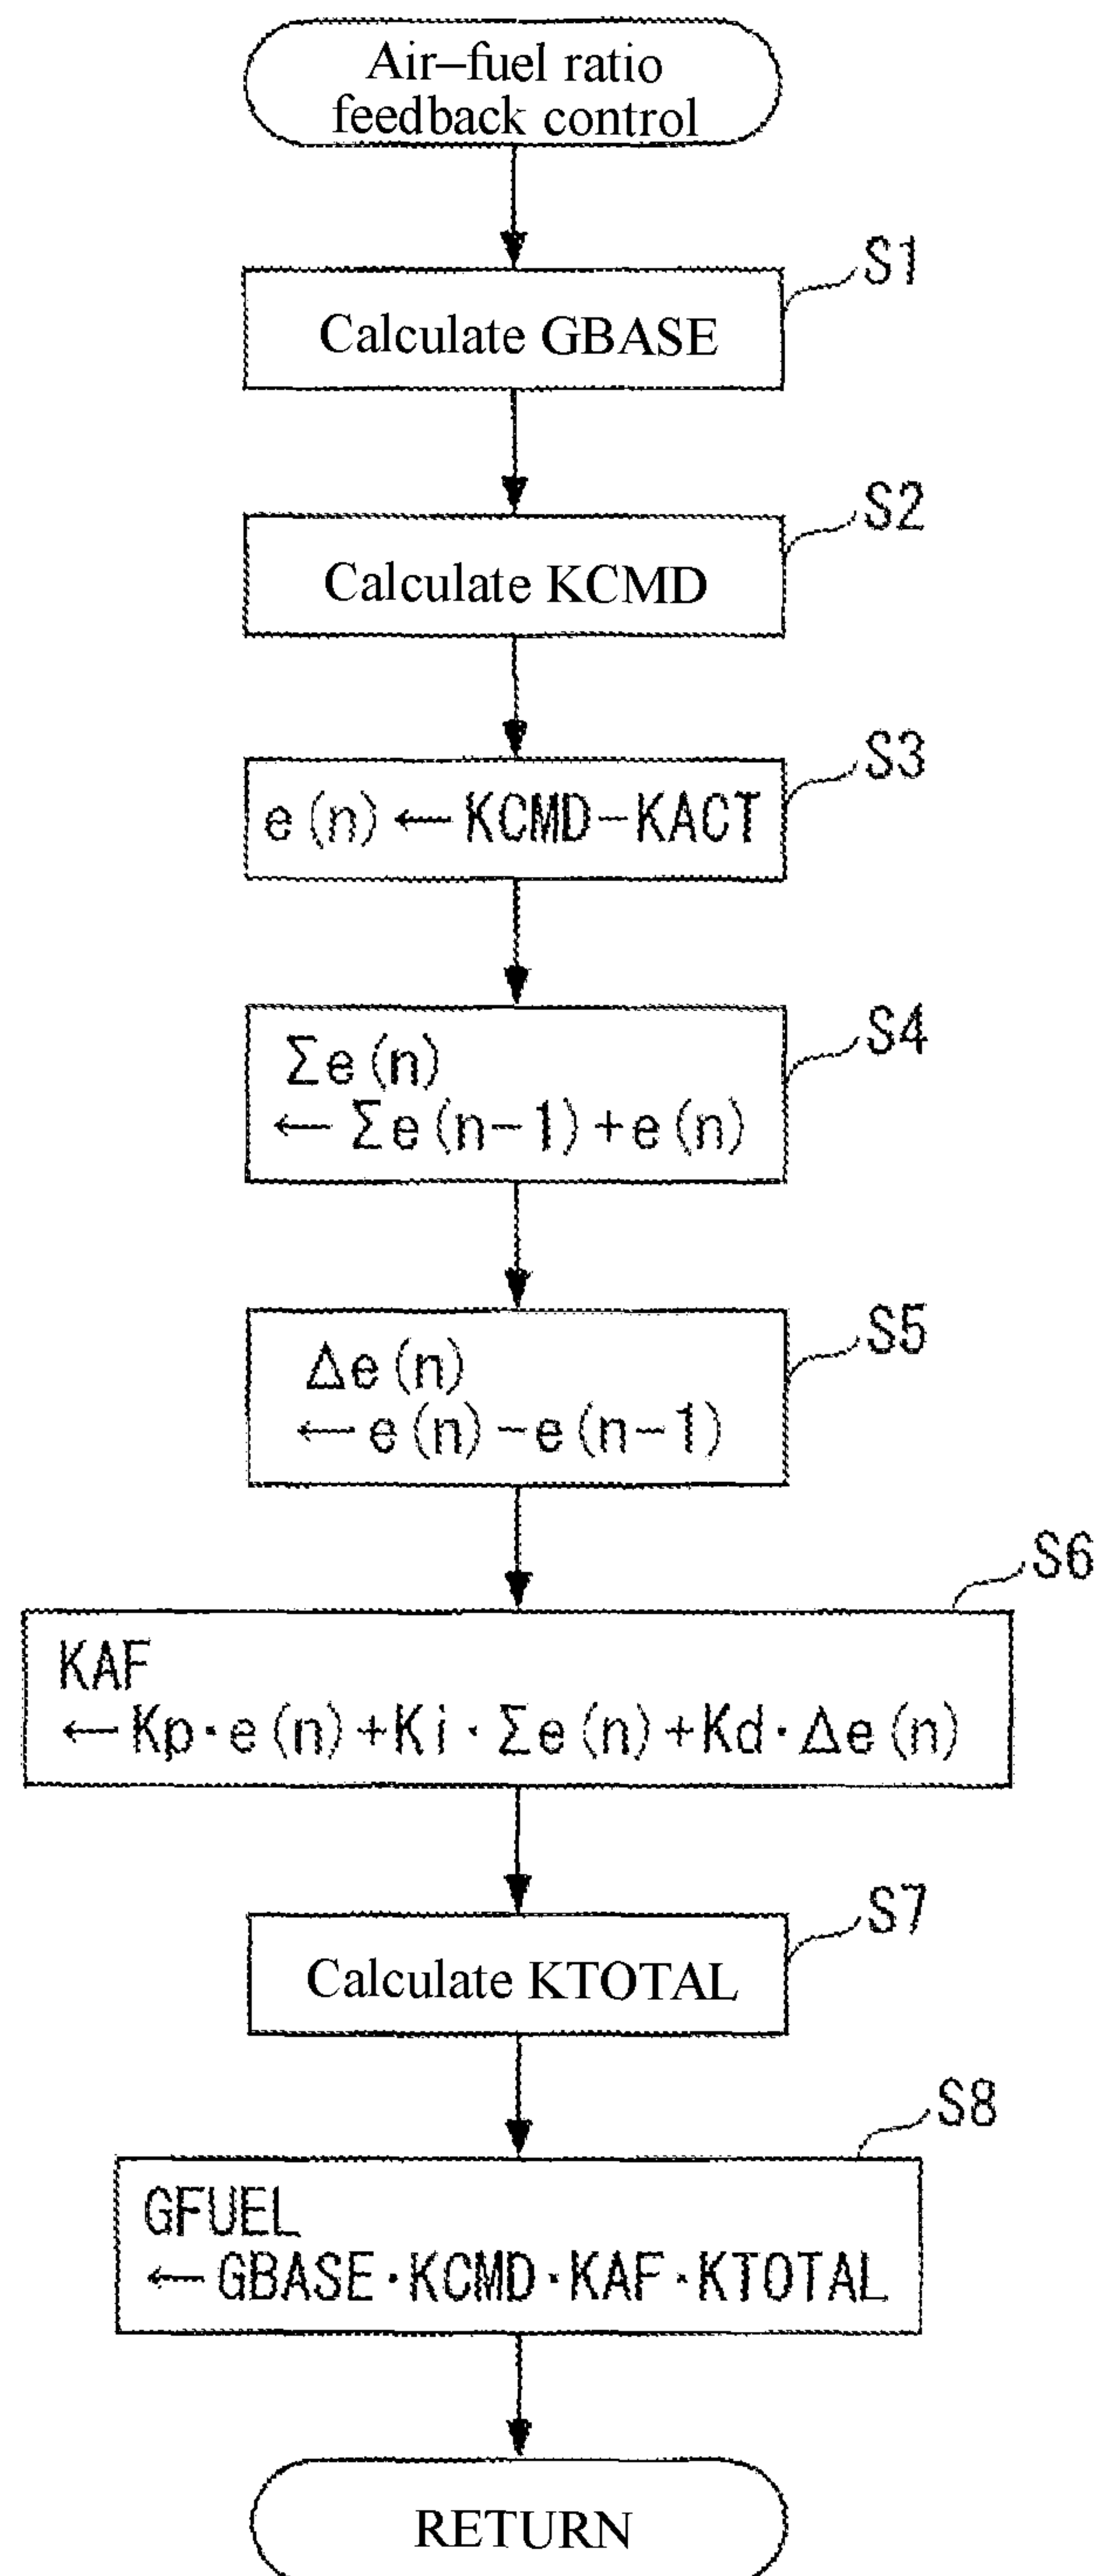 Air–fuel ratio
feedback control
S1
Calculate GBASE
S2
Calculate KCMD
S3
e(n)←KCMD−KACT
S4
Σe(n)
←Σe(n−1)+e(n)
S5
Δe(n)
←e(n)−e(n−1)
S6
KAF
←Kp·e(n)+Ki·Σe(n)+Kd·Δe(n)
S7
Calculate KTOTAL
S8
GFUEL
←GBASE·KCMD·KAF·KTOTAL
RETURN